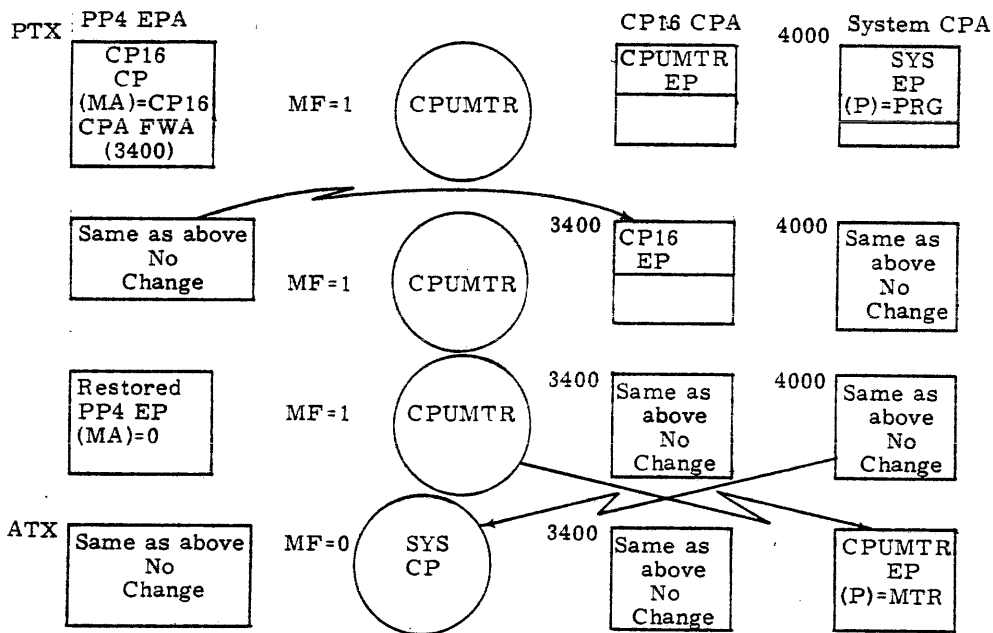 PTX
PP4 EPA
CP16
CP
(MA)=CP16
CPA FWA
(3400)
MF=1
CPUMTR
CP16 CPA
CPUMTR
EP
4000
System CPA
SYS
EP
(P)=PRG
Same as above
No
Change
MF=1
CPUMTR
3400
CP16
EP
4000
Same as
above
No
Change
Restored
PP4 EP
(MA)=0
MF=1
CPUMTR
3400
Same as
above
No
Change
4000
Same as
above
No
Change
ATX
Same as above
No
Change
MF=0
SYS
CP
3400
Same as
above
No
Change
CPUMTR
EP
(P)=MTR